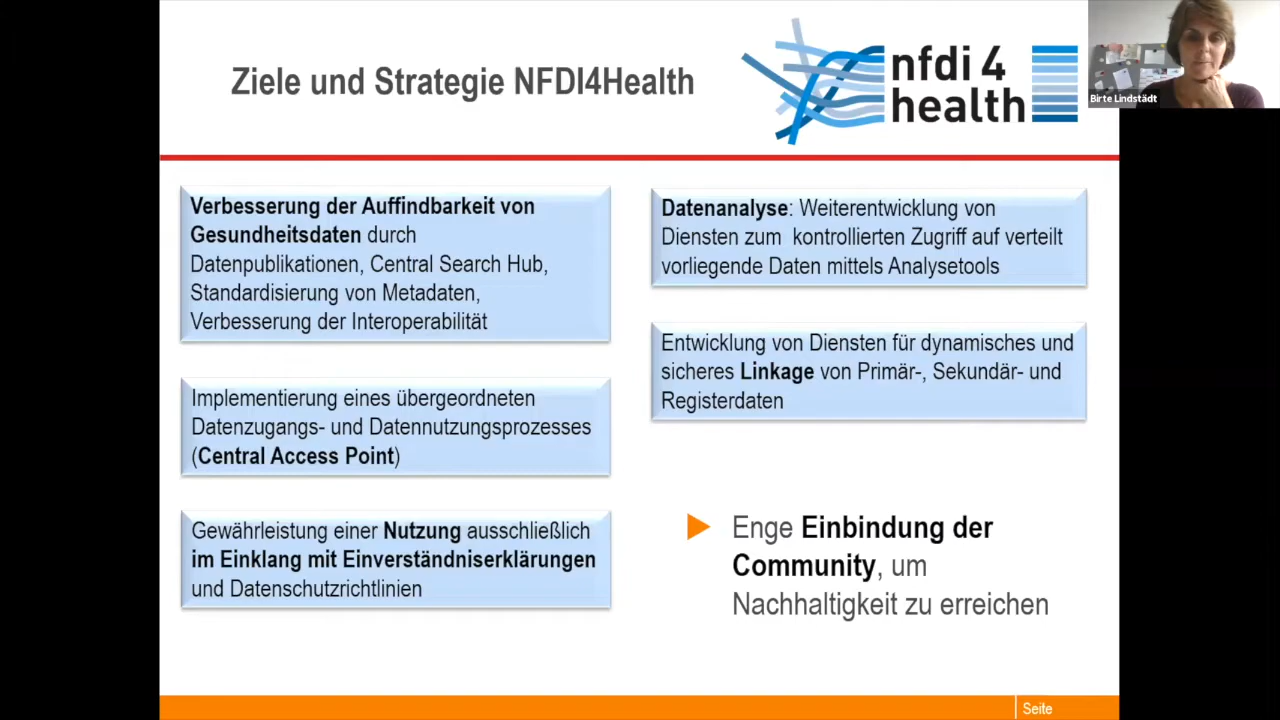 Ziele und Strategie NFDI4Health
nfdi 4
health
Birte Lindstädt
Verbesserung der Auffindbarkeit von
Gesundheitsdaten durch
Datenpublikationen, Central Search Hub,
Standardisierung von Metadaten,
Verbesserung der Interoperabilität
Implementierung eines übergeordneten
Datenzugangs- und Datennutzungsprozesses
(Central Access Point)
Gewährleistung einer Nutzung ausschließlich
im Einklang mit Einverständniserklärungen
und Datenschutzrichtlinien
Datenanalyse: Weiterentwicklung von
Diensten zum kontrollierten Zugriff auf verteilt
vorliegende Daten mittels Analysetools
Entwicklung von Diensten für dynamisches und
sicheres Linkage von Primär-, Sekundär- und
Registerdaten
Enge Einbindung der
Community, um
Nachhaltigkeit zu erreichen
Seite